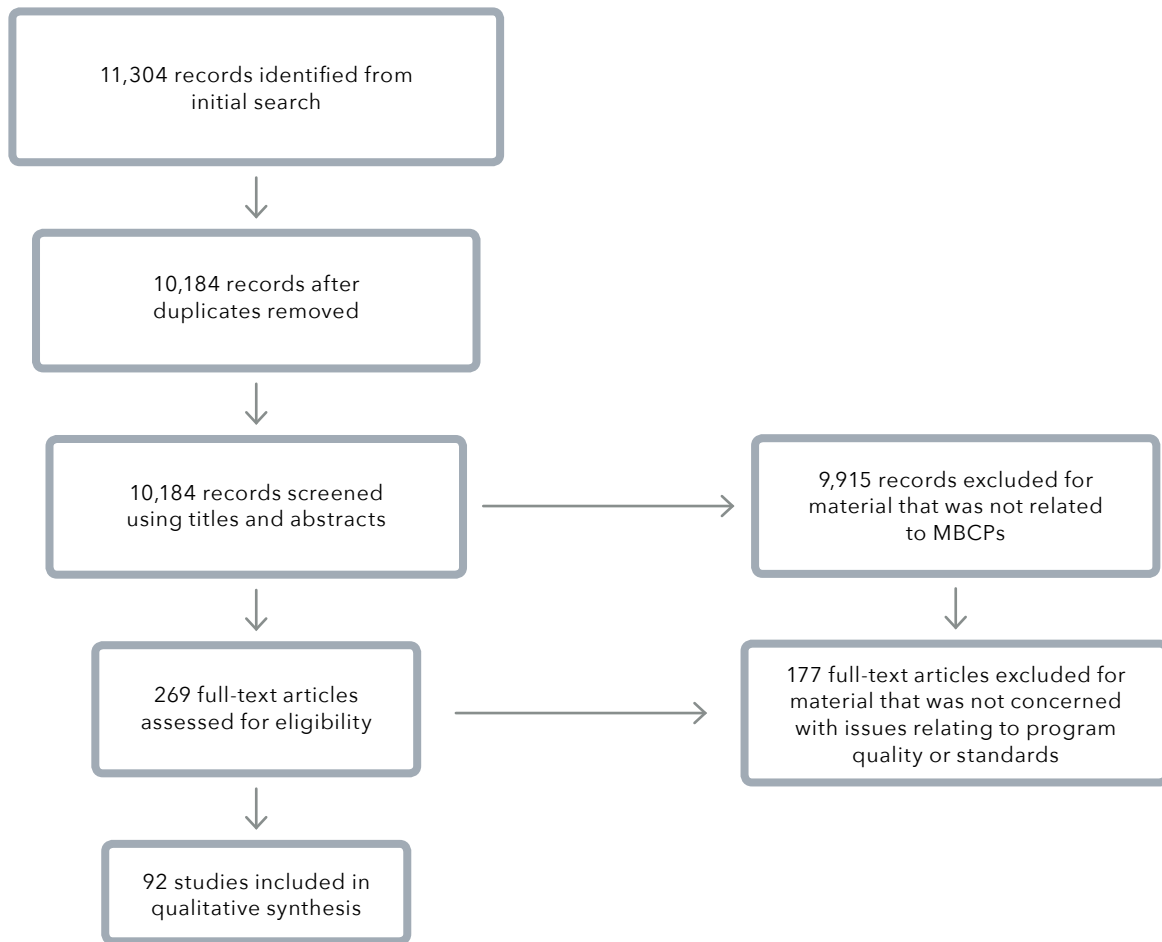 11,304 records identified from
initial search
10,184 records after
duplicates removed
10,184 records screened
using titles and abstracts
9,915 records excluded for
material that was not related
to MBCPs
269 full-text articles
assessed for eligibility
177 full-text articles excluded for
material that was not concerned
with issues relating to program
quality or standards
92 studies included in
qualitative synthesis